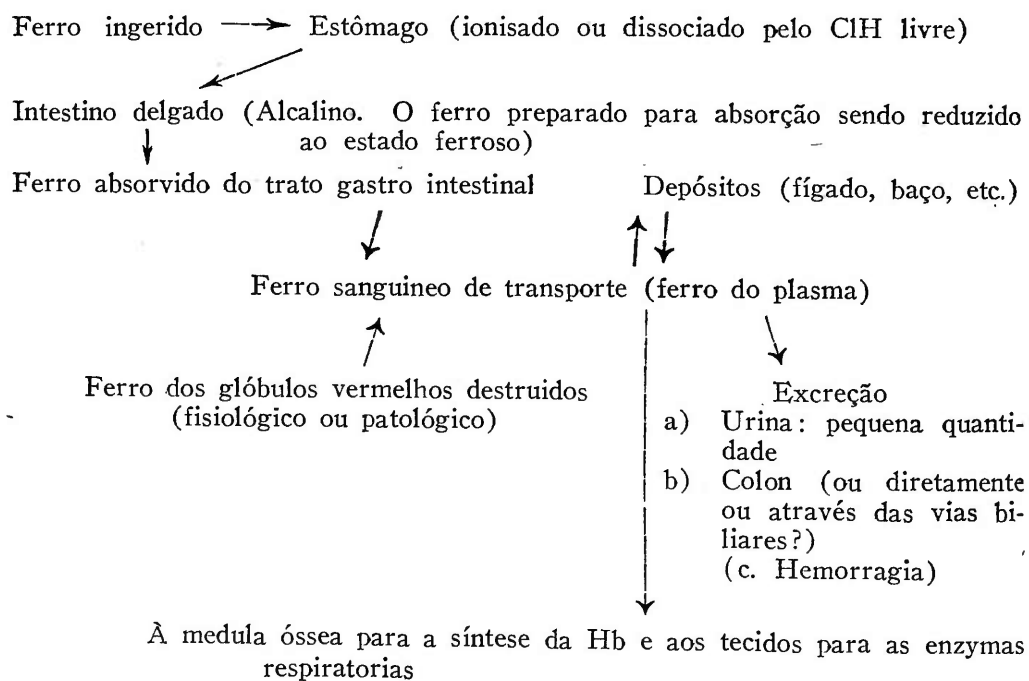 Ferro ingerido ⟶ Estômago (ionisado ou dissociado pelo ClH livre)
Intestino delgado (Alcalino. O ferro preparado para absorção sendo reduzido
ao estado ferroso)
Ferro absorvido do trato gastro intestinal Depósitos (fígado, baço, etc.)
Ferro sanguineo de transporte (ferro do plasma)
Ferro dos glóbulos vermelhos destruidos
(fisiológico ou patológico)
Excreção
a) Urina: pequena quanti-
dade
b) Colon (ou diretamente
ou através das vias bi-
liares?)
(c. Hemorragia)
À medula óssea para a síntese da Hb e aos tecidos para as enzymas
respiratorias